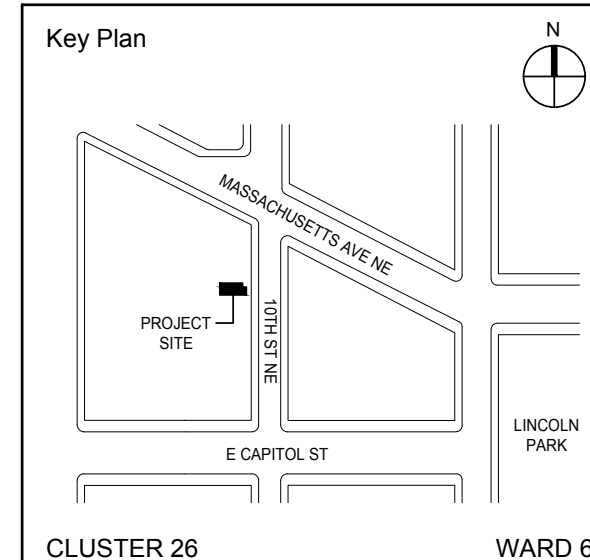 Key Plan
N
MASSACHUSETTS AVE NE
PROJECT
SITE
10TH ST NE
LINCOLN
PARK
E CAPITOL ST
CLUSTER 26
WARD 6